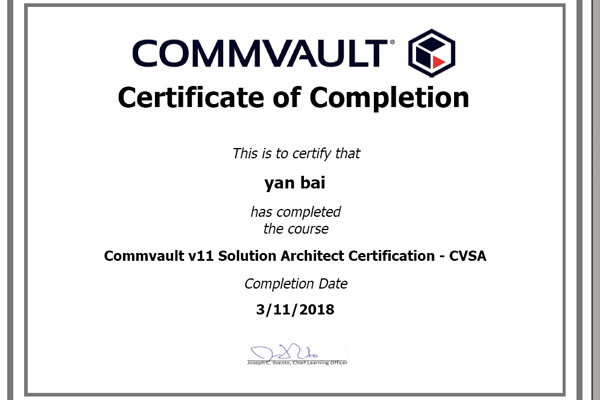 COMMVAULT®
Certificate of Completion
This is to certify that
yan bai
has completed
the course
Commvault v11 Solution Architect Certification - CVSA
Completion Date
3/11/2018
Joseph C. Ilvento, Chief Learning Officer